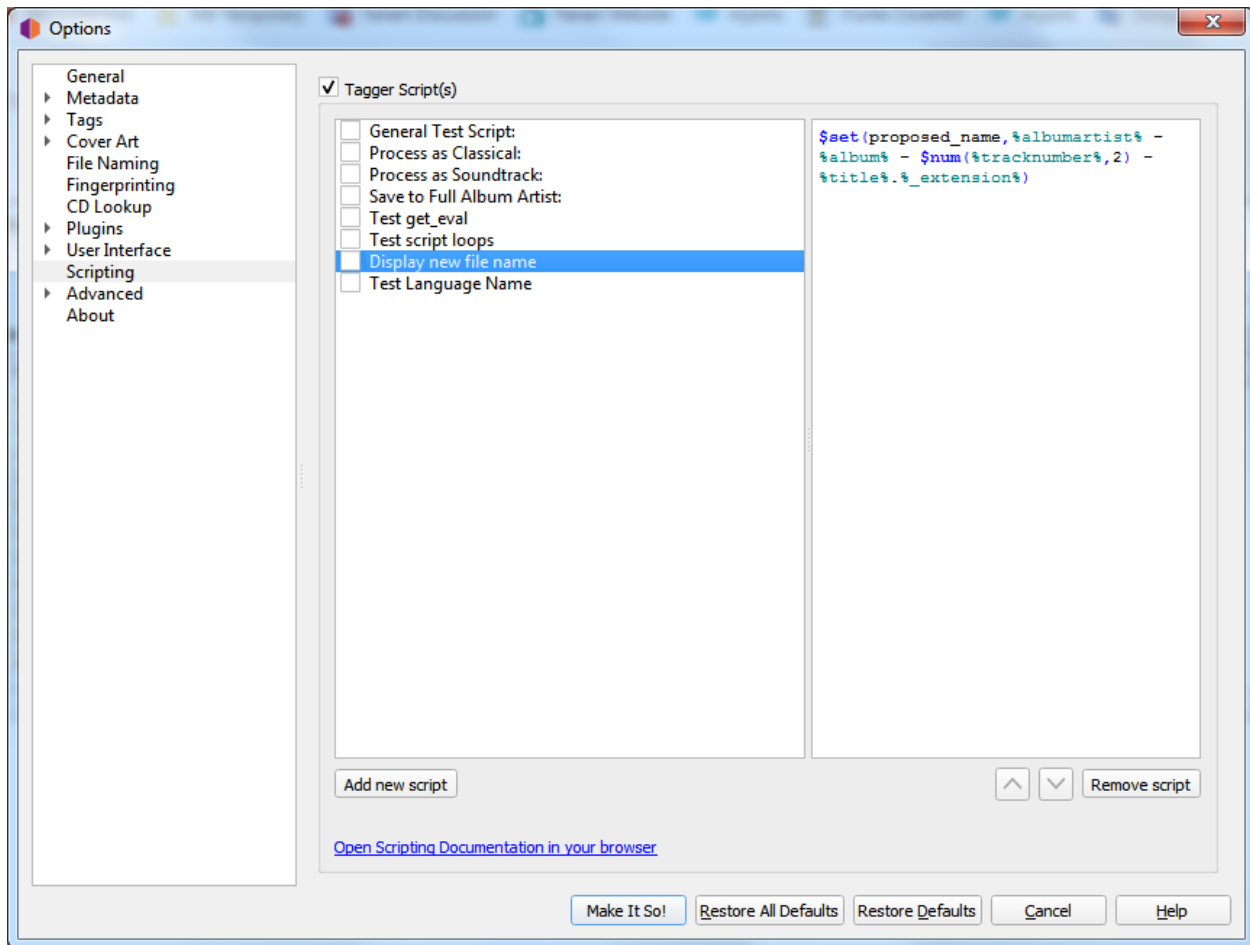 Options
General
Metadata
Tags
Cover Art
File Naming
Fingerprinting
CD Lookup
Plugins
User Interface
Scripting
Advanced
About
Tagger Script(s)
General Test Script:
Process as Classical:
Process as Soundtrack:
Save to Full Album Artist:
Test get_eval
Test script loops
Display new file name
Test Language Name
$set(proposed_name,%albumartist% -
%album% - $num(%tracknumber%,2) -
%title%.%_extension%)
Add new script
Remove script
Open Scripting Documentation in your browser
Make It So!
Restore All Defaults
Restore Defaults
Cancel
Help